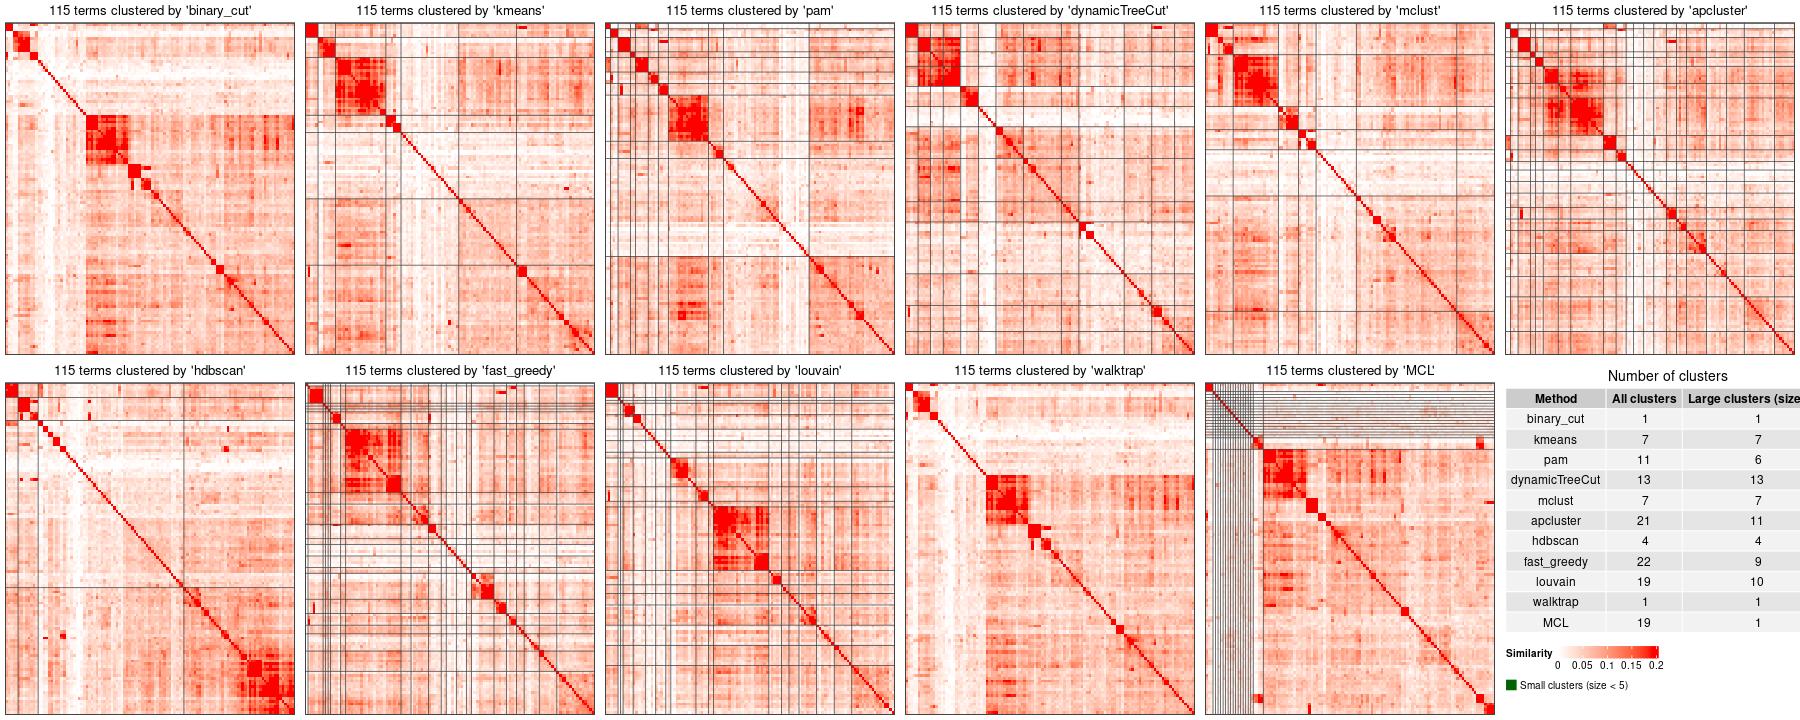 115 terms clustered by 'binary_cut'
115 terms clustered by 'kmeans'
115 terms clustered by 'pam'
115 terms clustered by 'dynamicTreeCut'
115 terms clustered by 'mclust'
115 terms clustered by 'apcluster'
115 terms clustered by 'hdbscan'
115 terms clustered by 'fast_greedy'
115 terms clustered by 'louvain'
115 terms clustered by 'walktrap'
115 terms clustered by 'MCL'
Number of clusters
Method All clusters Large clusters (size
binary_cut 1 1
kmeans 7 7
pam 11 6
dynamicTreeCut 13 13
mclust 7 7
apcluster 21 11
hdbscan 4 4
fast_greedy 22 9
louvain 19 10
walktrap 1 1
MCL 19 1
Similarity
0 0.05 0.1 0.15 0.2
Small clusters (size < 5)